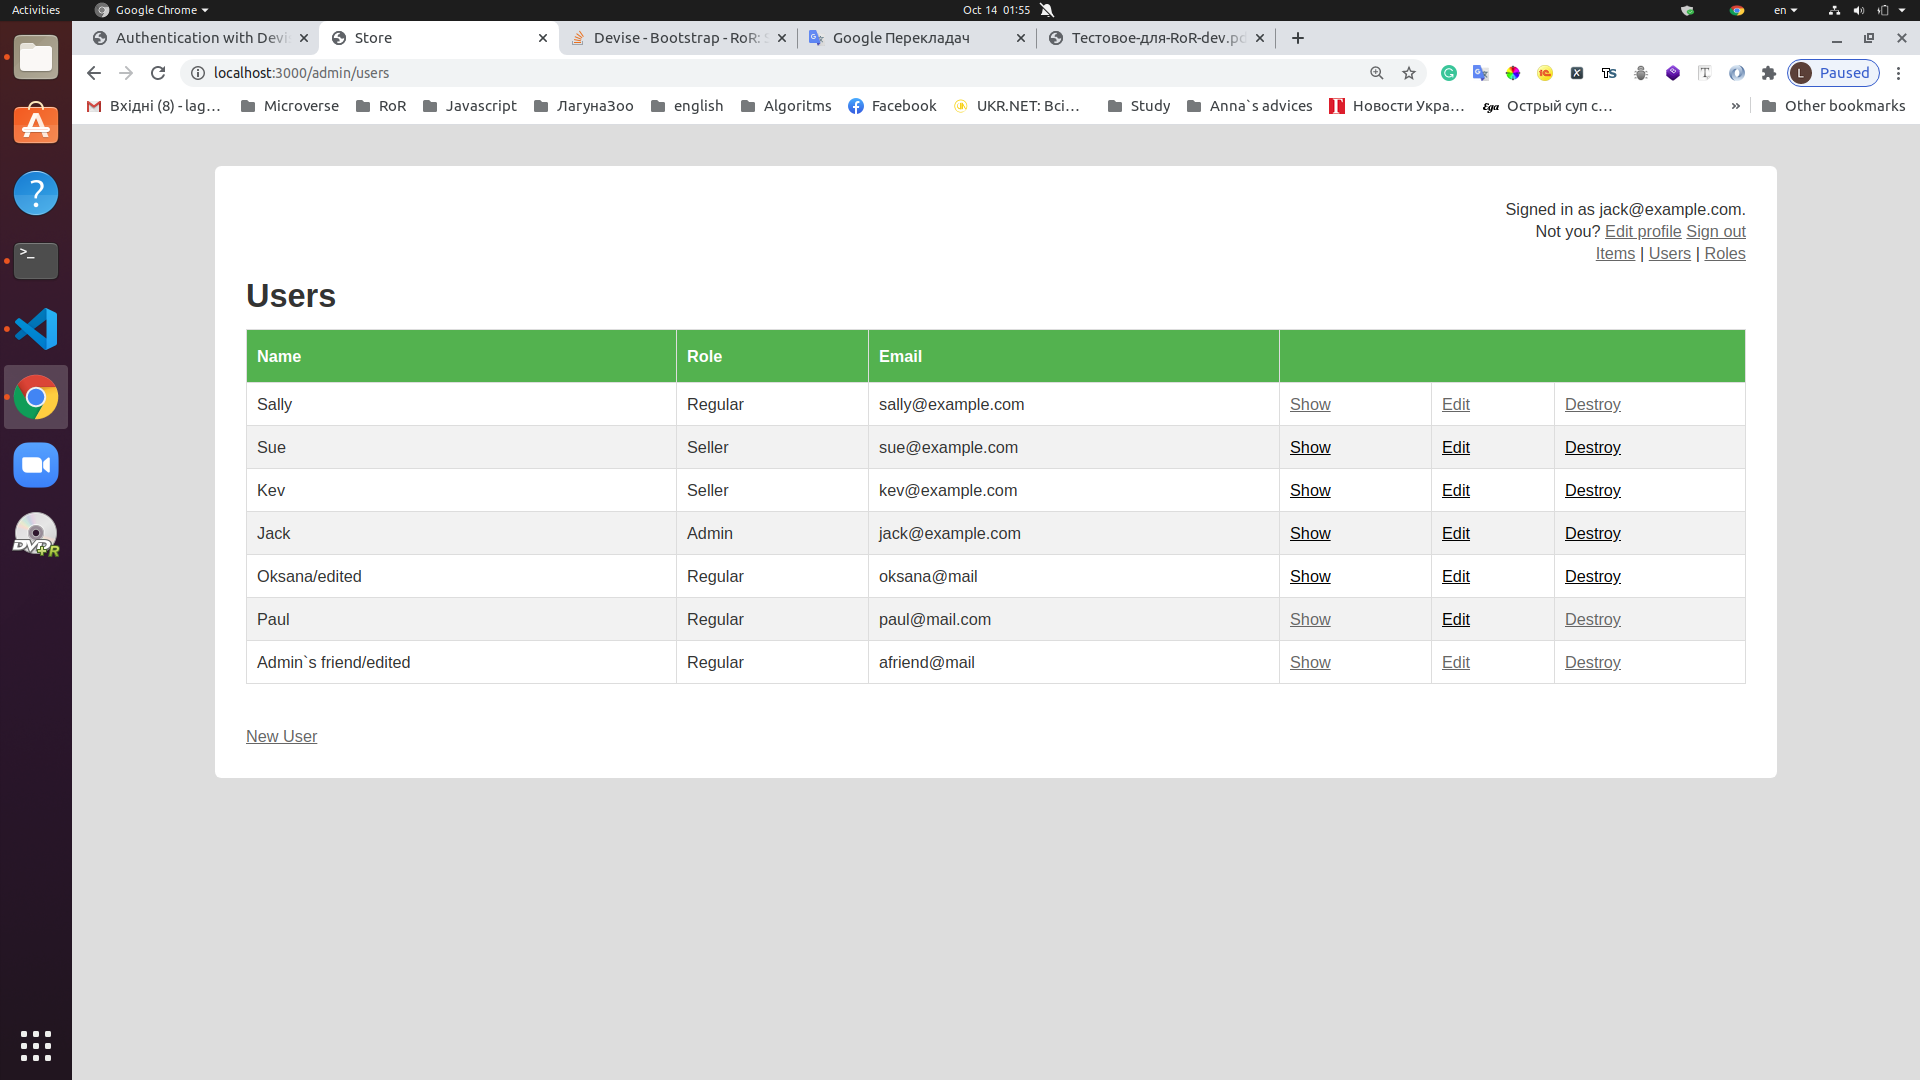 Activities Google Chrome Oct 14 01:55 en
Authentication with Devi Store Devise - Bootstrap - RoR: Google Перекладач Тестовое-для-RoR-dev.pd
localhost:3000/admin/users L Paused
Вхідні (8) - lag… Microverse RoR Javascript ЛагунаЗоо english Algoritms Facebook UKR.NET: Всі… Study Anna`s advices Новости Укра… Ega Острый суп с… » Other bookmarks
Signed in as jack@example.com.
Not you? Edit profile Sign out
Items | Users | Roles
Users
Name Role Email
Sally Regular sally@example.com Show Edit Destroy
Sue Seller sue@example.com Show Edit Destroy
Kev Seller kev@example.com Show Edit Destroy
Jack Admin jack@example.com Show Edit Destroy
Oksana/edited Regular oksana@mail Show Edit Destroy
Paul Regular paul@mail.com Show Edit Destroy
Admin`s friend/edited Regular afriend@mail Show Edit Destroy
New User
DVD+R